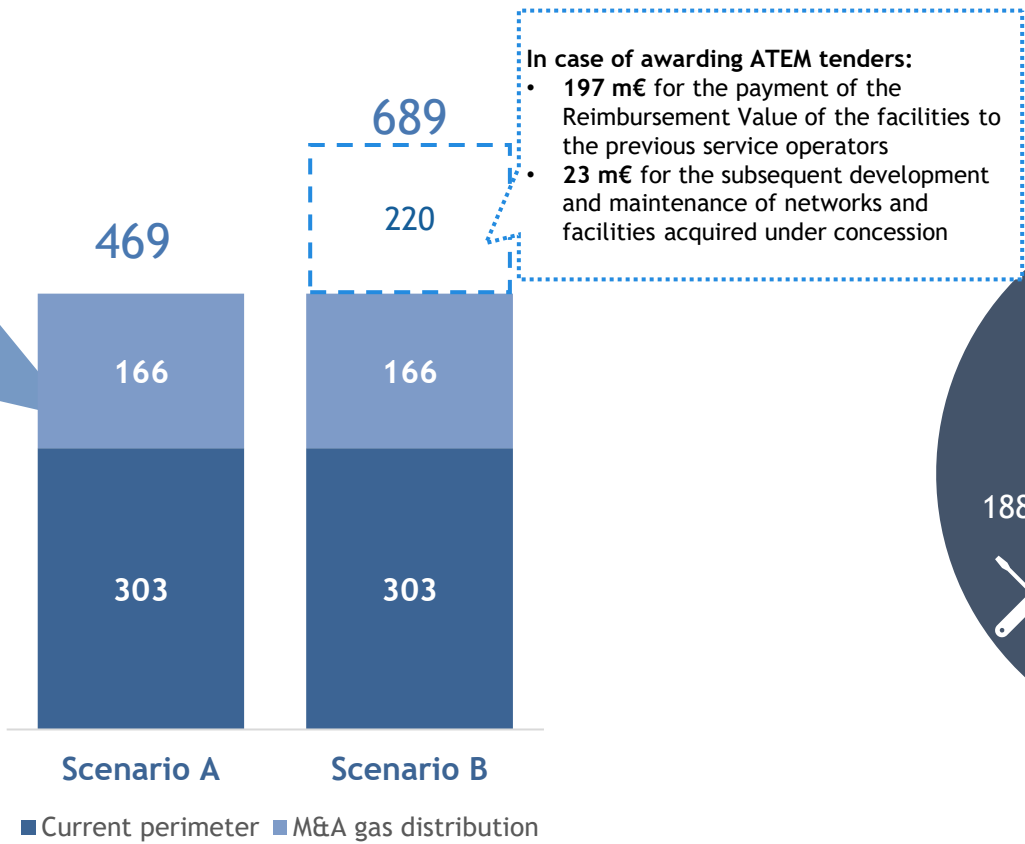 In case of awarding ATEM tenders:
• 197 m€ for the payment of the
Reimbursement Value of the facilities to
the previous service operators
• 23 m€ for the subsequent development
and maintenance of networks and
facilities acquired under concession
689
220
469
166
166
303
303
188
Scenario A
Scenario B
Current perimeter
M&A gas distribution